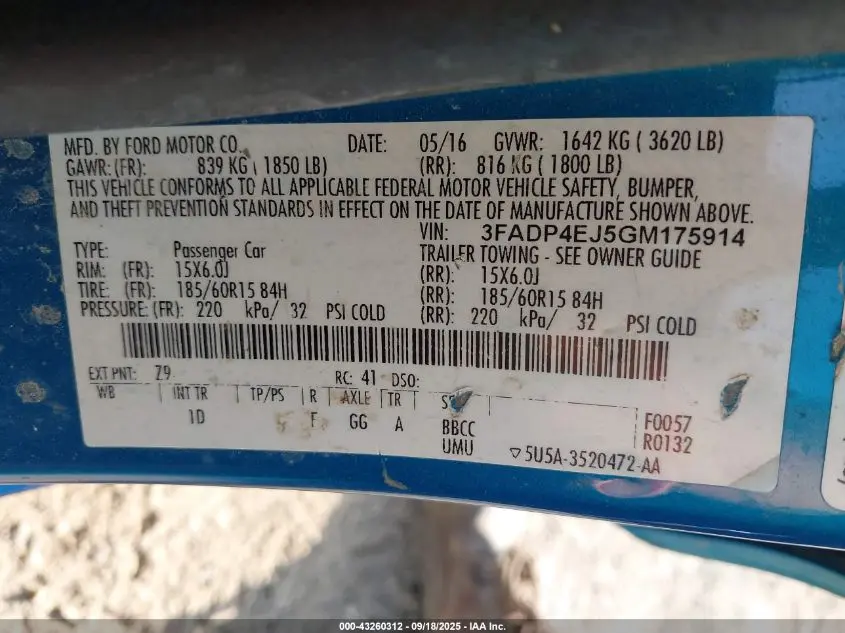 MFD. BY FORD MOTOR CO. DATE: 05/16 GVWR: 1642 KG ( 3620 LB)
GAWR: (FR): 839 KG ( 1850 LB) (RR): 816 KG ( 1800 LB)
THIS VEHICLE CONFORMS TO ALL APPLICABLE FEDERAL MOTOR VEHICLE SAFETY, BUMPER,
AND THEFT PREVENTION STANDARDS IN EFFECT ON THE DATE OF MANUFACTURE SHOWN ABOVE.
VIN: 3FADP4EJ5GM175914
TYPE: Passenger Car TRAILER TOWING - SEE OWNER GUIDE
RIM: (FR): 15X6.0J (RR): 15X6.0J
TIRE: (FR): 185/60R15 84H (RR): 185/60R15 84H
PRESSURE: (FR): 220 kPa/ 32 PSI COLD (RR): 220 kPa/ 32 PSI COLD
EXT PNT: Z9 RC: 41 DSO:
WB INT TR TP/PS R AXLE TR
1D F GG A BBCC F0057
UMU R0132
5U5A-3520472-AA
000-43260312 - 09/18/2025 - IAA Inc.